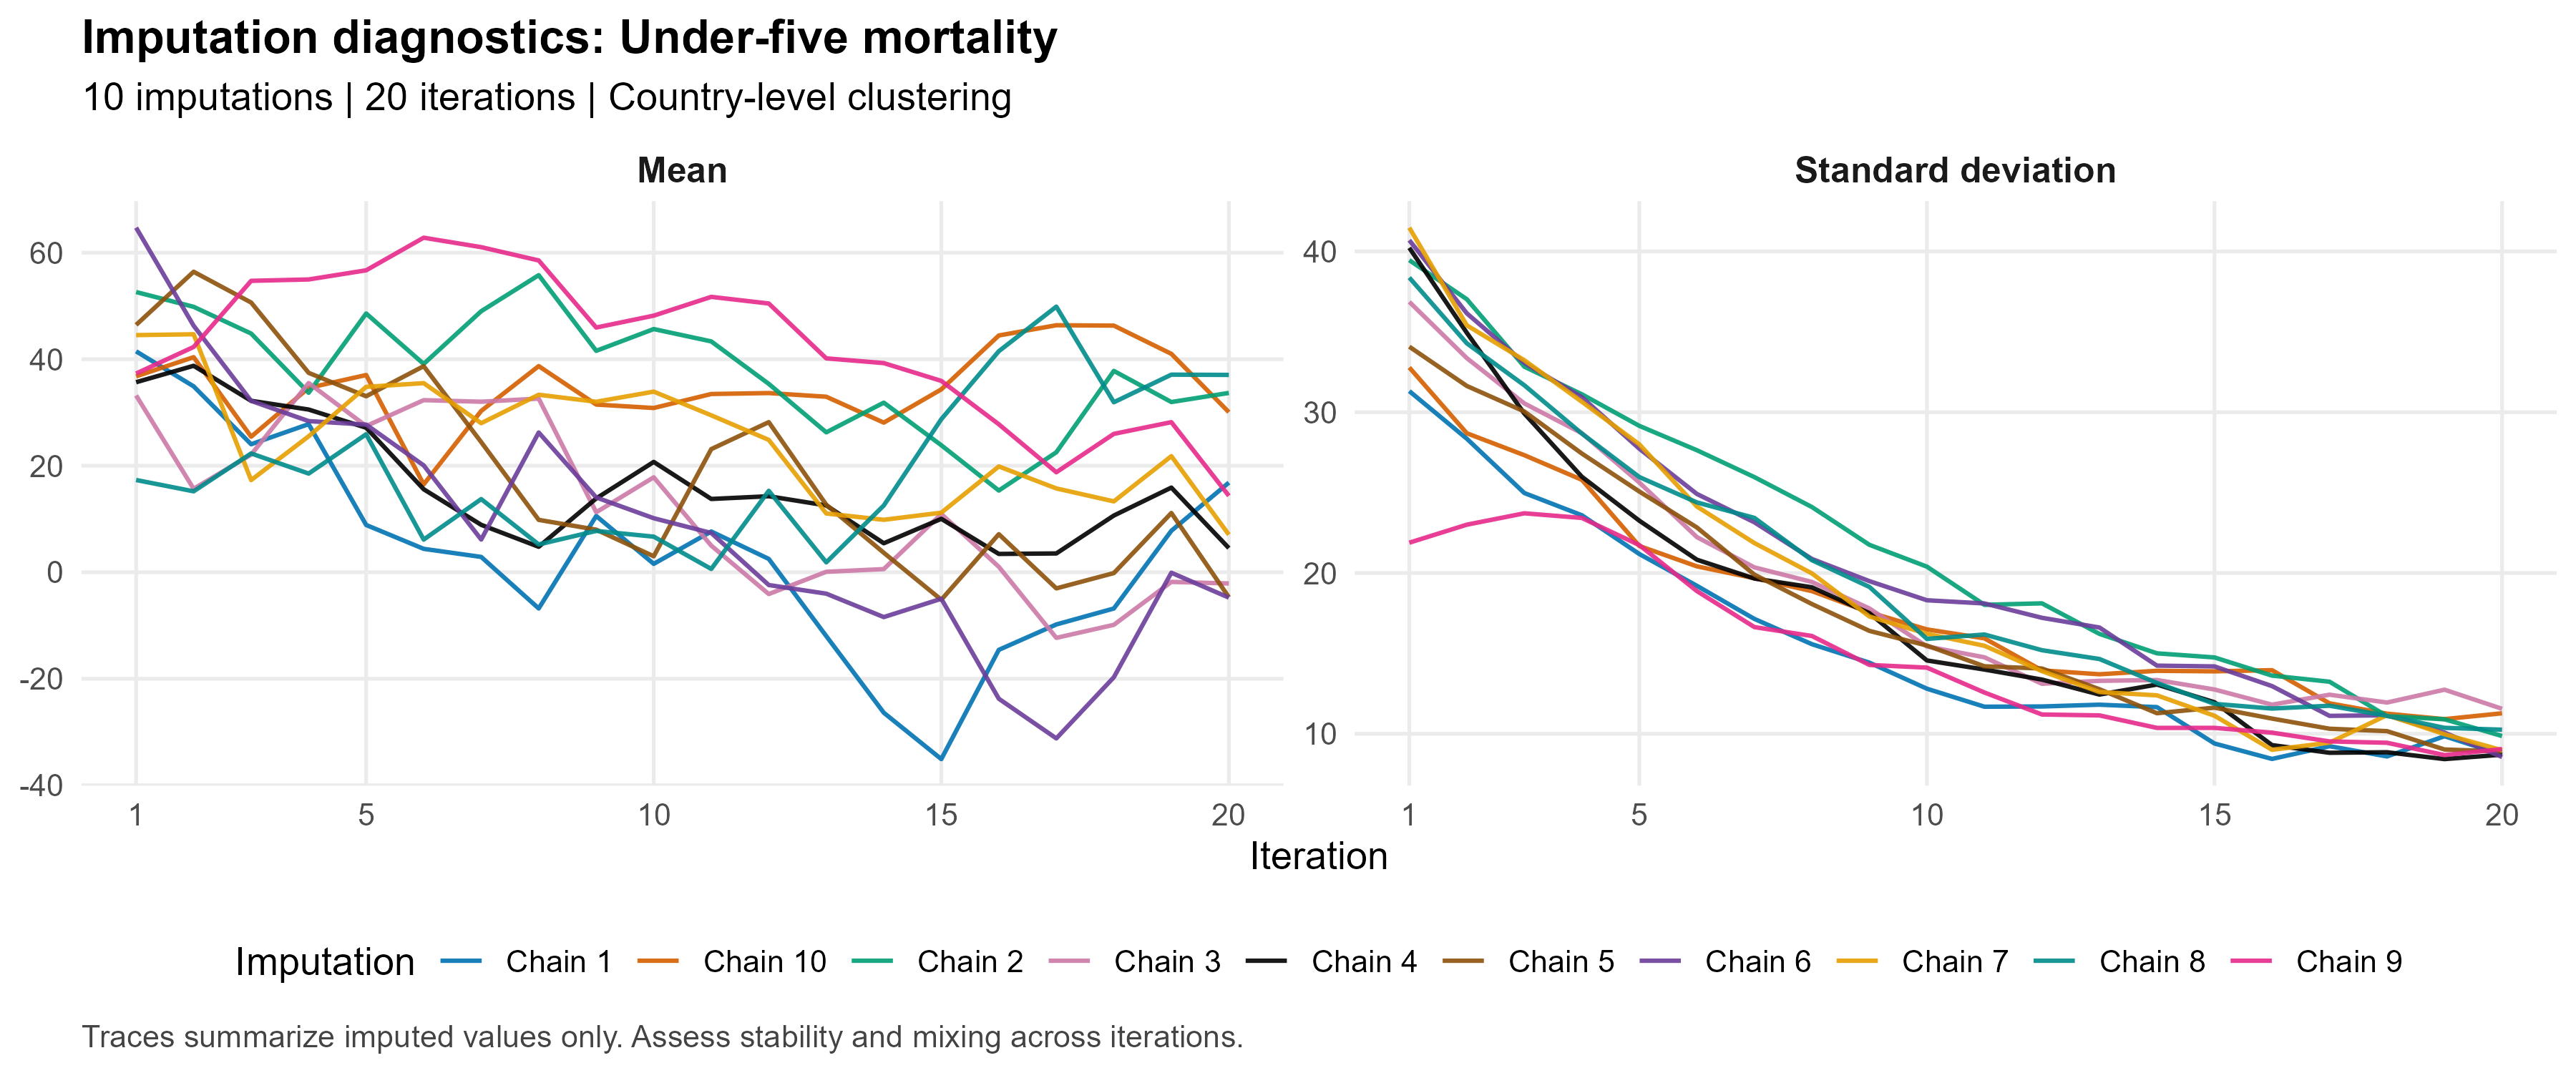 Imputation diagnostics: Under-five mortality
10 imputations | 20 iterations | Country-level clustering
Mean
Standard deviation
60
40
20
0
-20
-40
40
30
20
10
1 5 10 15 20
1 5 10 15 20
Iteration
Imputation Chain 1 Chain 10 Chain 2 Chain 3 Chain 4 Chain 5 Chain 6 Chain 7 Chain 8 Chain 9
Traces summarize imputed values only. Assess stability and mixing across iterations.